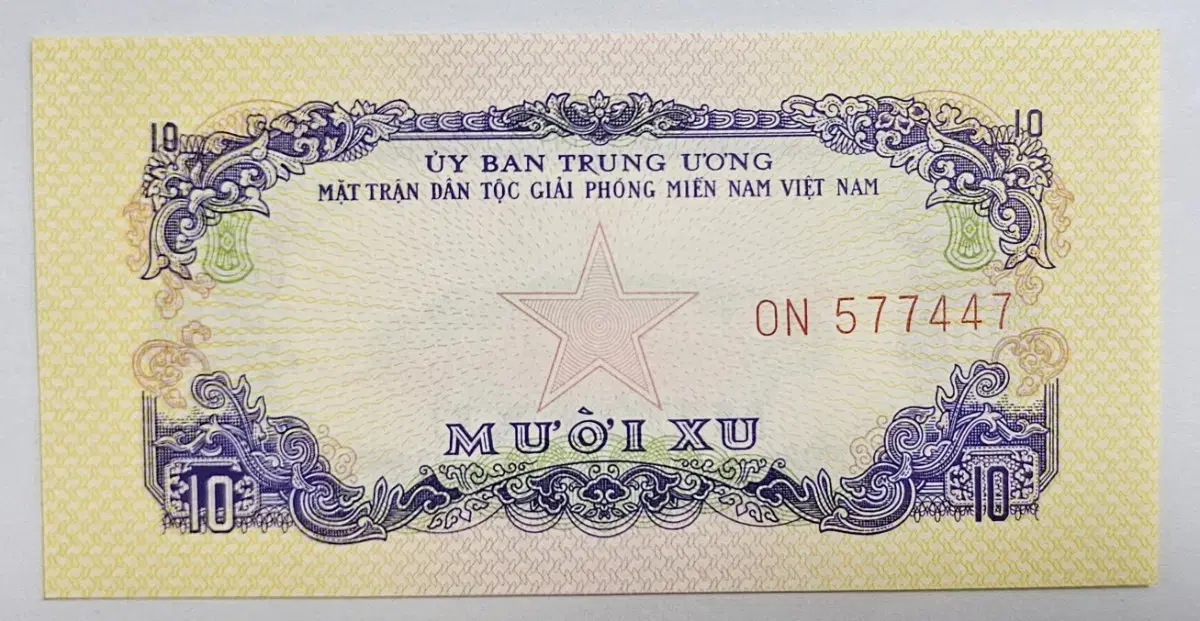 10 10
ỦY BAN TRUNG ƯƠNG
MẶT TRẬN DÂN TỘC GIẢI PHÓNG MIỀN NAM VIỆT NAM
ON 577447
MƯỜI XU
10 10